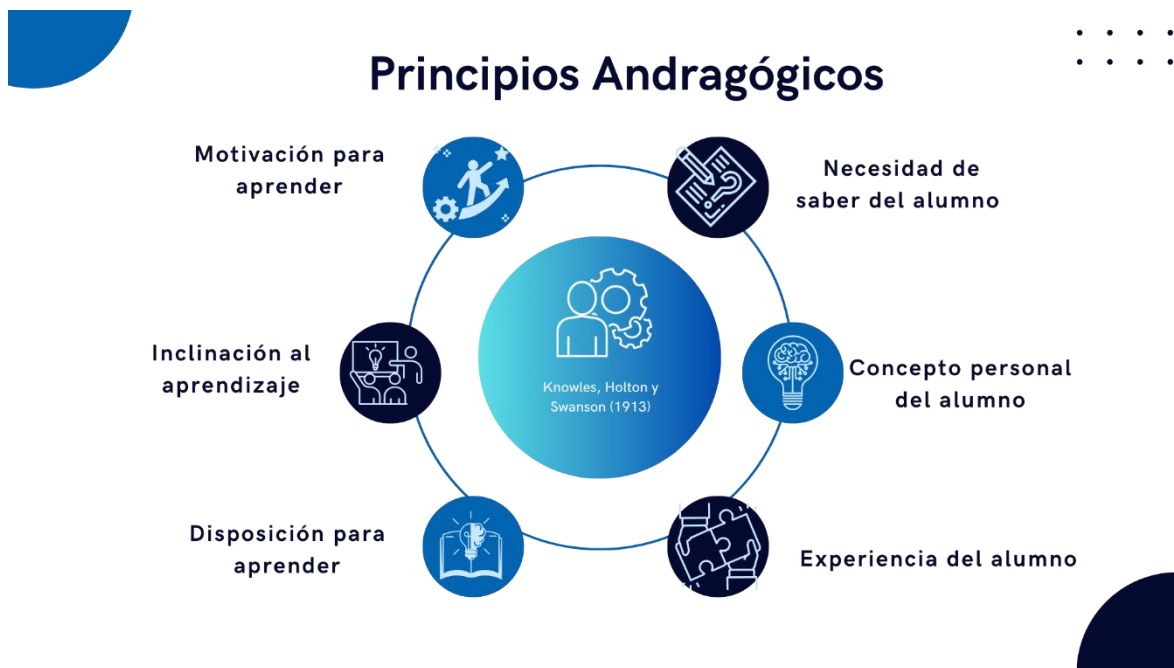 Principios Andragógicos
Motivación para
aprender
Necesidad de
saber del alumno
Inclinación al
aprendizaje
Knowles, Holton y
Swanson (1913)
Concepto personal
del alumno
Disposición para
aprender
Experiencia del alumno